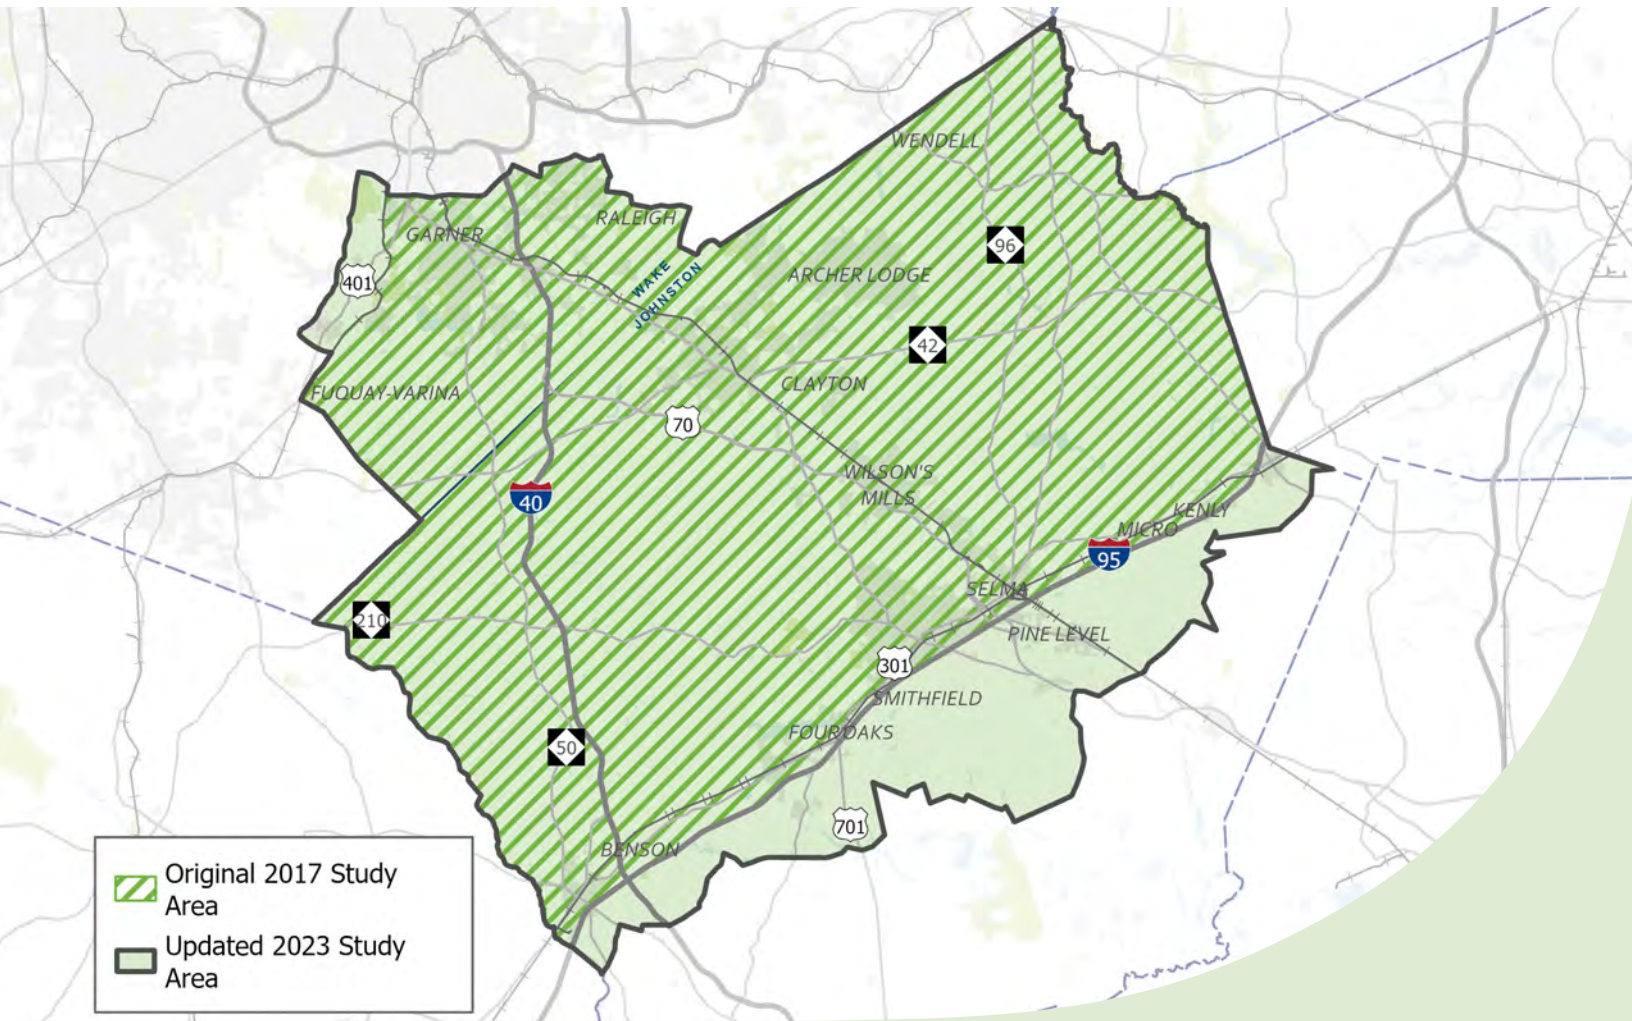 WENDELL
RALEIGH
GARNER
96
WAKE
JOHNSTON
ARCHER LODGE
401
42
CLAYTON
FUQUAY-VARINA
70
WILSON'S
MILLS
40
KENLY
MICRO
95
SELMA
210
PINE LEVEL
301
SMITHFIELD
FOUR OAKS
50
701
BENSON
Original 2017 Study
Area
Updated 2023 Study
Area